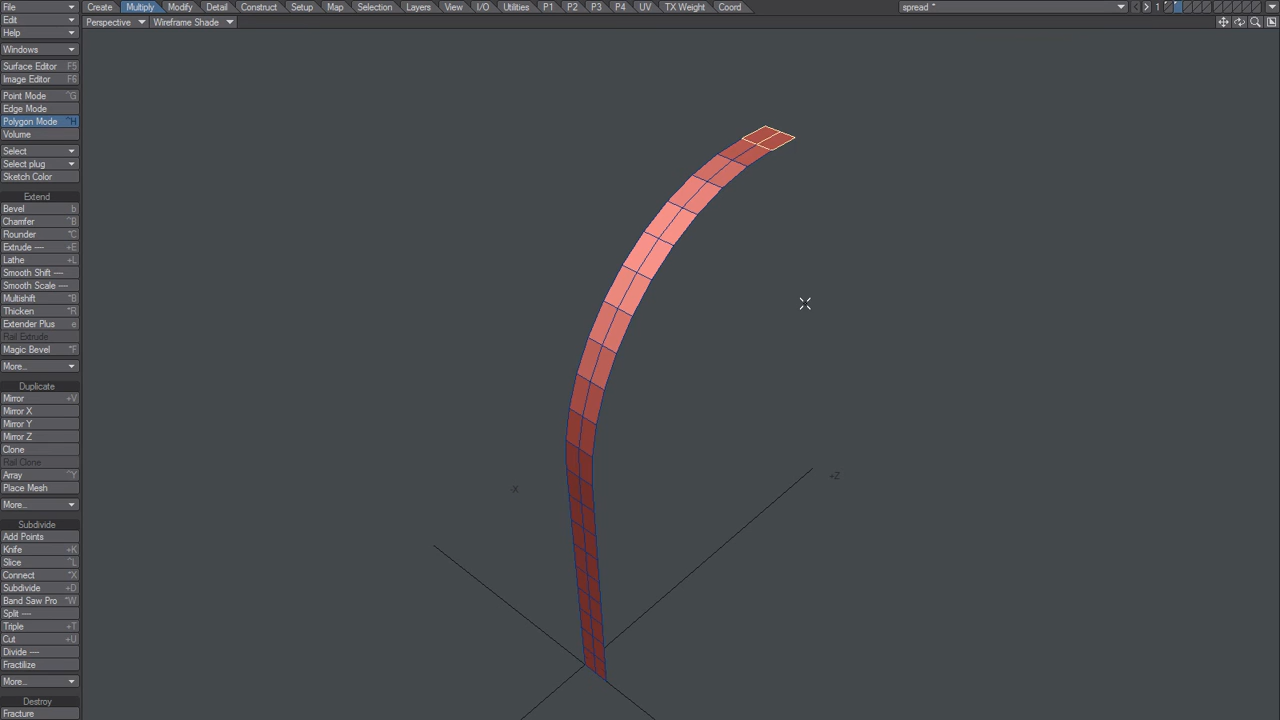 File Create Multiply Modify Detail Construct Setup Map Selection Layers View I/O Utilities P1 P2 P3 P4 UV TX Weight Coord spread * 1
Edit Perspective Wireframe Shade
Help
Windows
Surface Editor F5
Image Editor F6
Point Mode ^G
Edge Mode
Polygon Mode ^H
Volume
Select
Select plug
Sketch Color
Extend
Bevel b
Chamfer ^B
Rounder ^C
Extrude ---- +E
Lathe +L
Smooth Shift ----
Smooth Scale ----
Multishift *B
Thicken *R
Extender Plus e
Rail Extrude
Magic Bevel *F
More...
Duplicate
Mirror +V
Mirror X
Mirror Y
Mirror Z
Clone
Rail Clone
Array ^Y
Place Mesh
More...
Subdivide
Add Points
Knife +K
Slice ^L
Connect *X
Subdivide +D
Band Saw Pro *W
Split ----
Triple +T
Cut +U
Divide ----
Fractilize
More...
Destroy
Fracture
-X
+Z